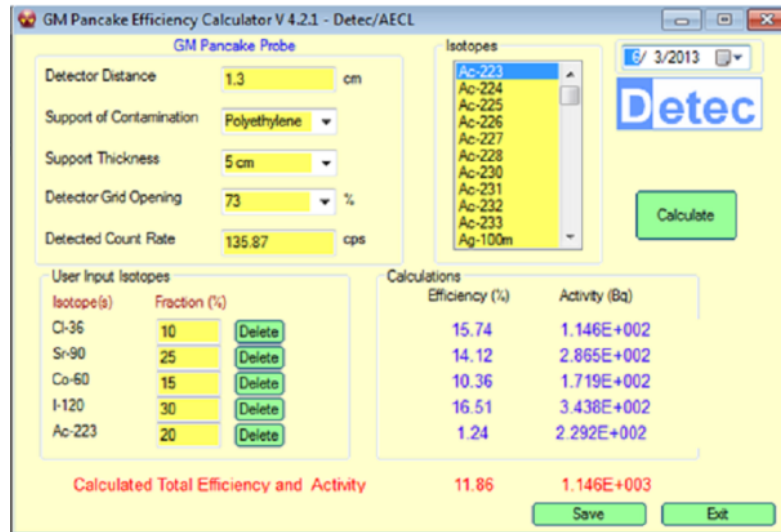 GM Pancake Efficiency Calculator V 4.2.1 - Detec/AECL
GM Pancake Probe
Detector Distance 1.3 cm
Support of Contamination Polyethylene
Support Thickness 5 cm
Detector Grid Opening 73 %
Detected Count Rate 135.87 cps
Isotopes
Ac-223
Ac-224
Ac-225
Ac-226
Ac-227
Ac-228
Ac-230
Ac-231
Ac-232
Ac-233
Ag-100m
6/ 3/2013
Detec
Calculate
User Input Isotopes
Isotope(s) Fraction (%)
Cl-36 10 Delete
Sr-90 25 Delete
Co-60 15 Delete
I-120 30 Delete
Ac-223 20 Delete
Calculations
Efficiency (%) Activity (Bq)
15.74 1.146E+002
14.12 2.865E+002
10.36 1.719E+002
16.51 3.438E+002
1.24 2.292E+002
Calculated Total Efficiency and Activity 11.86 1.146E+003
Save Exit